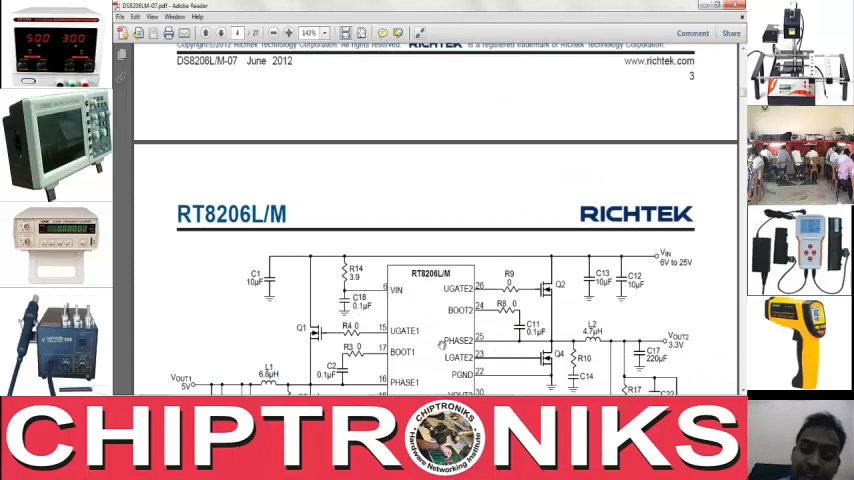 DS8206LM-07.pdf - Adobe Reader
File Edit View Window Help
4 / 27
143%
Comment
Share
Copyright©2012 Richtek Technology Corporation. All rights reserved. RICHTEK is a registered trademark of Richtek Technology Corporation.
DS8206L/M-07 June 2012
www.richtek.com
3
RT8206L/M
RICHTEK
VIN
6V to 25V
C1
10µF
R14
3.9
C18
0.1µF
RT8206L/M
6
VIN
UGATE2
26
R9
0
Q2
C13
10µF
C12
10µF
BOOT2
24
R8 0
C11
0.1µF
Q1
R4 0
15
UGATE1
PHASE2
25
L2
4.7µH
VOUT2
3.3V
R3 0
17
BOOT1
LGATE2
23
Q4
R10
C17
220µF
L1
6.8µH
C2
0.1µF
PGND
22
C14
VOUT1
5V
16
PHASE1
30
R17
500 300
CHIPTRONIKS
CHIPTRONIKS
Hardware Networking Institute